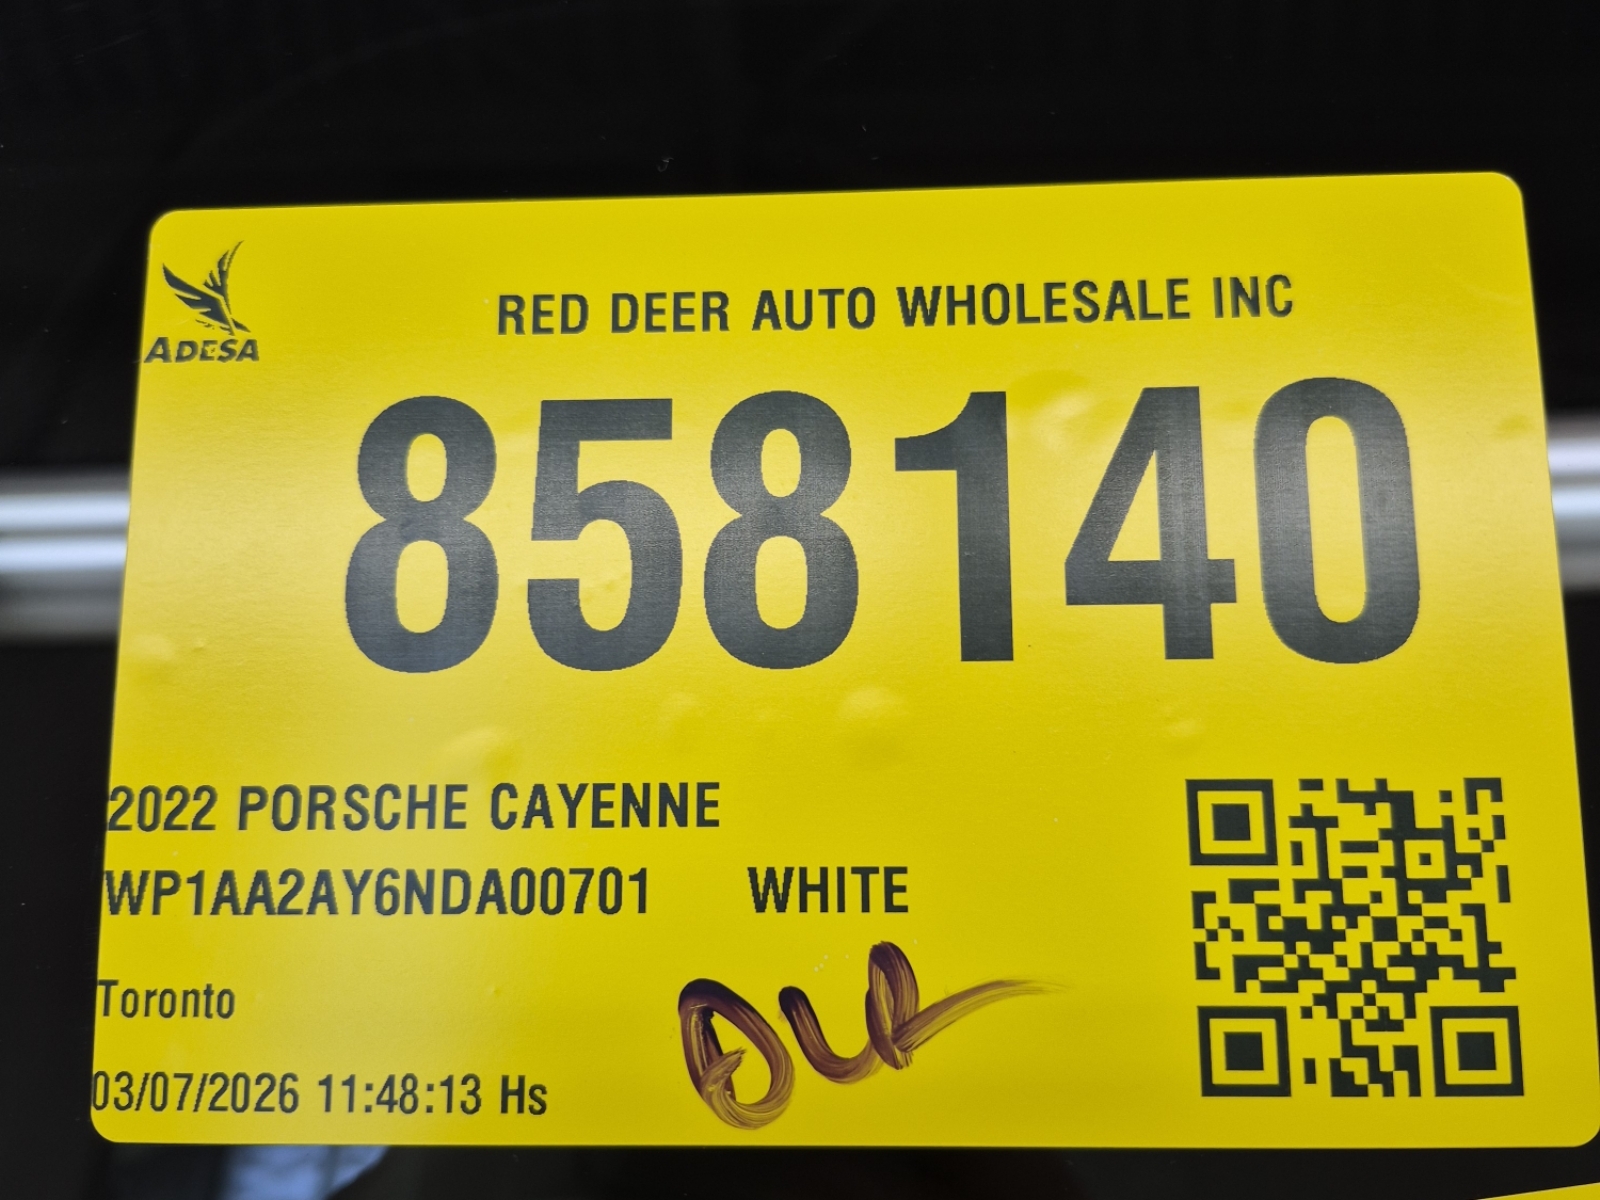 ADESA
RED DEER AUTO WHOLESALE INC
858140
2022 PORSCHE CAYENNE
WP1AA2AY6NDA00701 WHITE
Toronto
03/07/2026 11:48:13 Hs